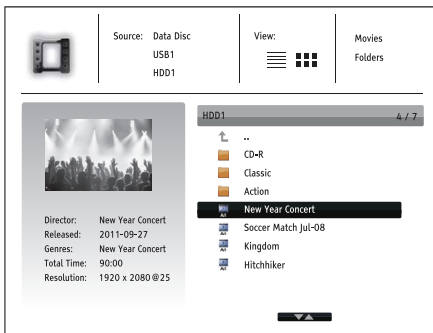 Source: Data Disc
USB1
HDD1
View:
Movies
Folders
HDD1 4 / 7
..
CD-R
Classic
Action
New Year Concert
Soccer Match Jul-08
Kingdom
Hitchhiker
Director: New Year Concert
Released: 2011-09-27
Genres: New Year Concert
Total Time: 90:00
Resolution: 1920 x 2080@25